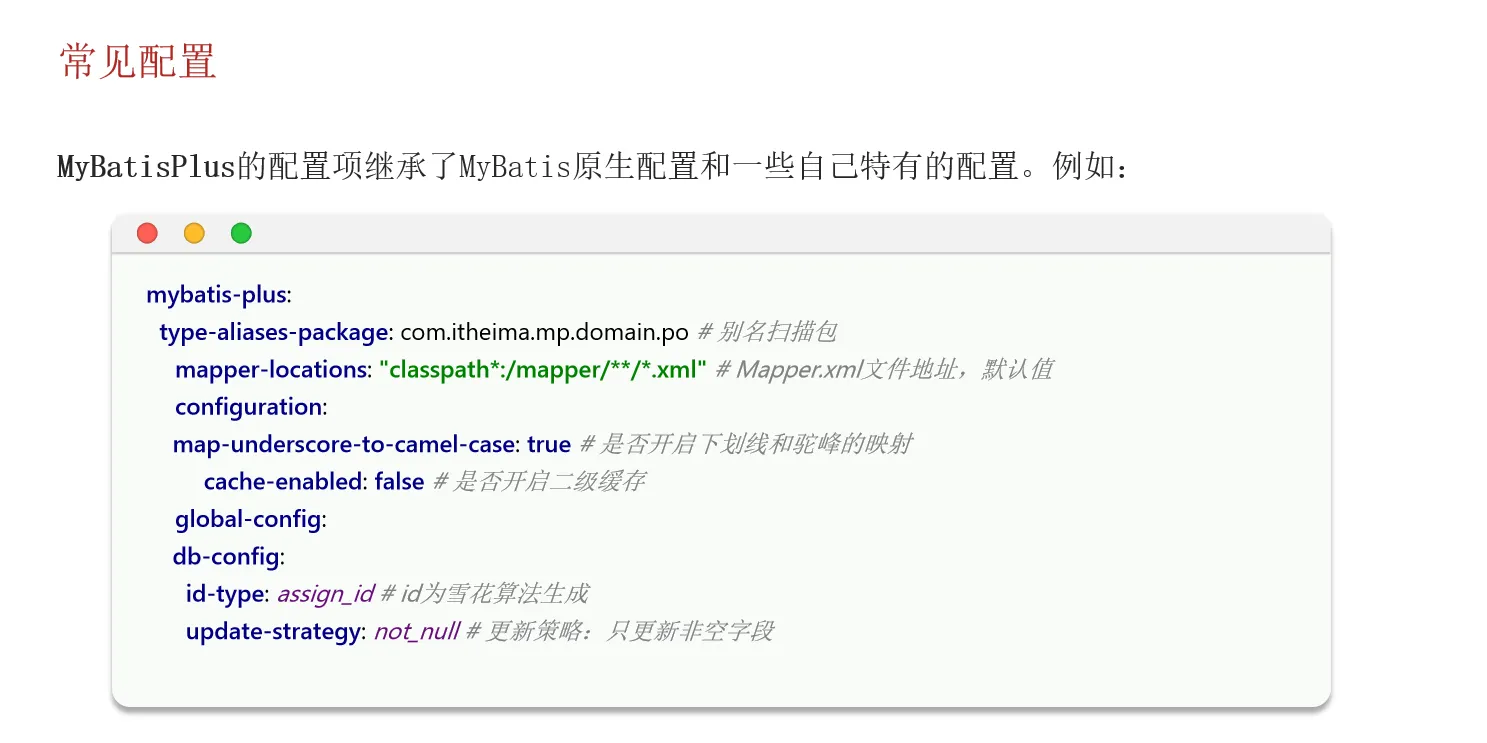 常见配置
MyBatisPlus的配置项继承了MyBatis原生配置和一些自己特有的配置。例如：
mybatis-plus:
type-aliases-package: com.itheima.mp.domain.po # 别名扫描包
mapper-locations: "classpath*:/mapper/**/*.xml" # Mapper.xml文件地址，默认值
configuration:
map-underscore-to-camel-case: true # 是否开启下划线和驼峰的映射
cache-enabled: false # 是否开启二级缓存
global-config:
db-config:
id-type: assign_id # id为雪花算法生成
update-strategy: not_null # 更新策略：只更新非空字段